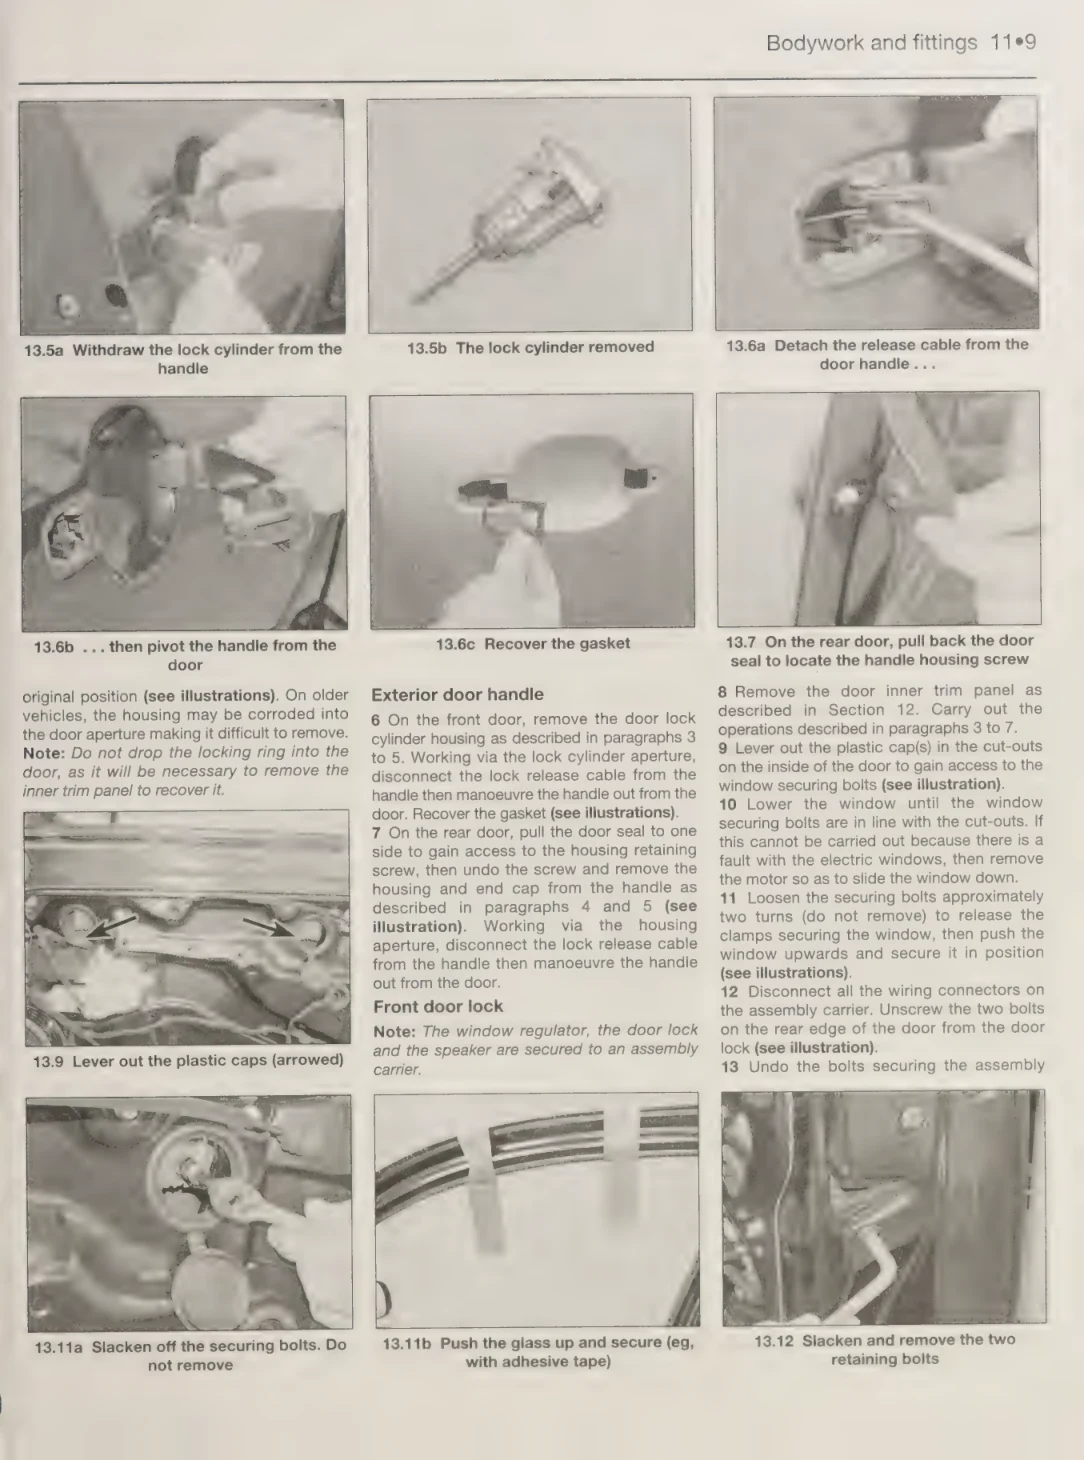 Bodywork and fittings 11•9
13.5a Withdraw the lock cylinder from the
handle
13.5b The lock cylinder removed
13.6a Detach the release cable from the
door handle . . .
13.6b . . . then pivot the handle from the
door
13.6c Recover the gasket
13.7 On the rear door, pull back the door
seal to locate the handle housing screw
original position (see illustrations). On older
vehicles, the housing may be corroded into
the door aperture making it difficult to remove.
Note: Do not drop the locking ring into the
door, as it will be necessary to remove the
inner trim panel to recover it.
13.9 Lever out the plastic caps (arrowed)
Exterior door handle
6 On the front door, remove the door lock
cylinder housing as described in paragraphs 3
to 5. Working via the lock cylinder aperture,
disconnect the lock release cable from the
handle then manoeuvre the handle out from the
door. Recover the gasket (see illustrations).
7 On the rear door, pull the door seal to one
side to gain access to the housing retaining
screw, then undo the screw and remove the
housing and end cap from the handle as
described in paragraphs 4 and 5 (see
illustration). Working via the housing
aperture, disconnect the lock release cable
from the handle then manoeuvre the handle
out from the door.
Front door lock
Note: The window regulator, the door lock
and the speaker are secured to an assembly
carrier.
8 Remove the door inner trim panel as
described in Section 12. Carry out the
operations described in paragraphs 3 to 7.
9 Lever out the plastic cap(s) in the cut-outs
on the inside of the door to gain access to the
window securing bolts (see illustration).
10 Lower the window until the window
securing bolts are in line with the cut-outs. If
this cannot be carried out because there is a
fault with the electric windows, then remove
the motor so as to slide the window down.
11 Loosen the securing bolts approximately
two turns (do not remove) to release the
clamps securing the window, then push the
window upwards and secure it in position
(see illustrations).
12 Disconnect all the wiring connectors on
the assembly carrier. Unscrew the two bolts
on the rear edge of the door from the door
lock (see illustration).
13 Undo the bolts securing the assembly
13.11a Slacken off the securing bolts. Do
not remove
13.11b Push the glass up and secure (eg,
with adhesive tape)
13.12 Slacken and remove the two
retaining bolts